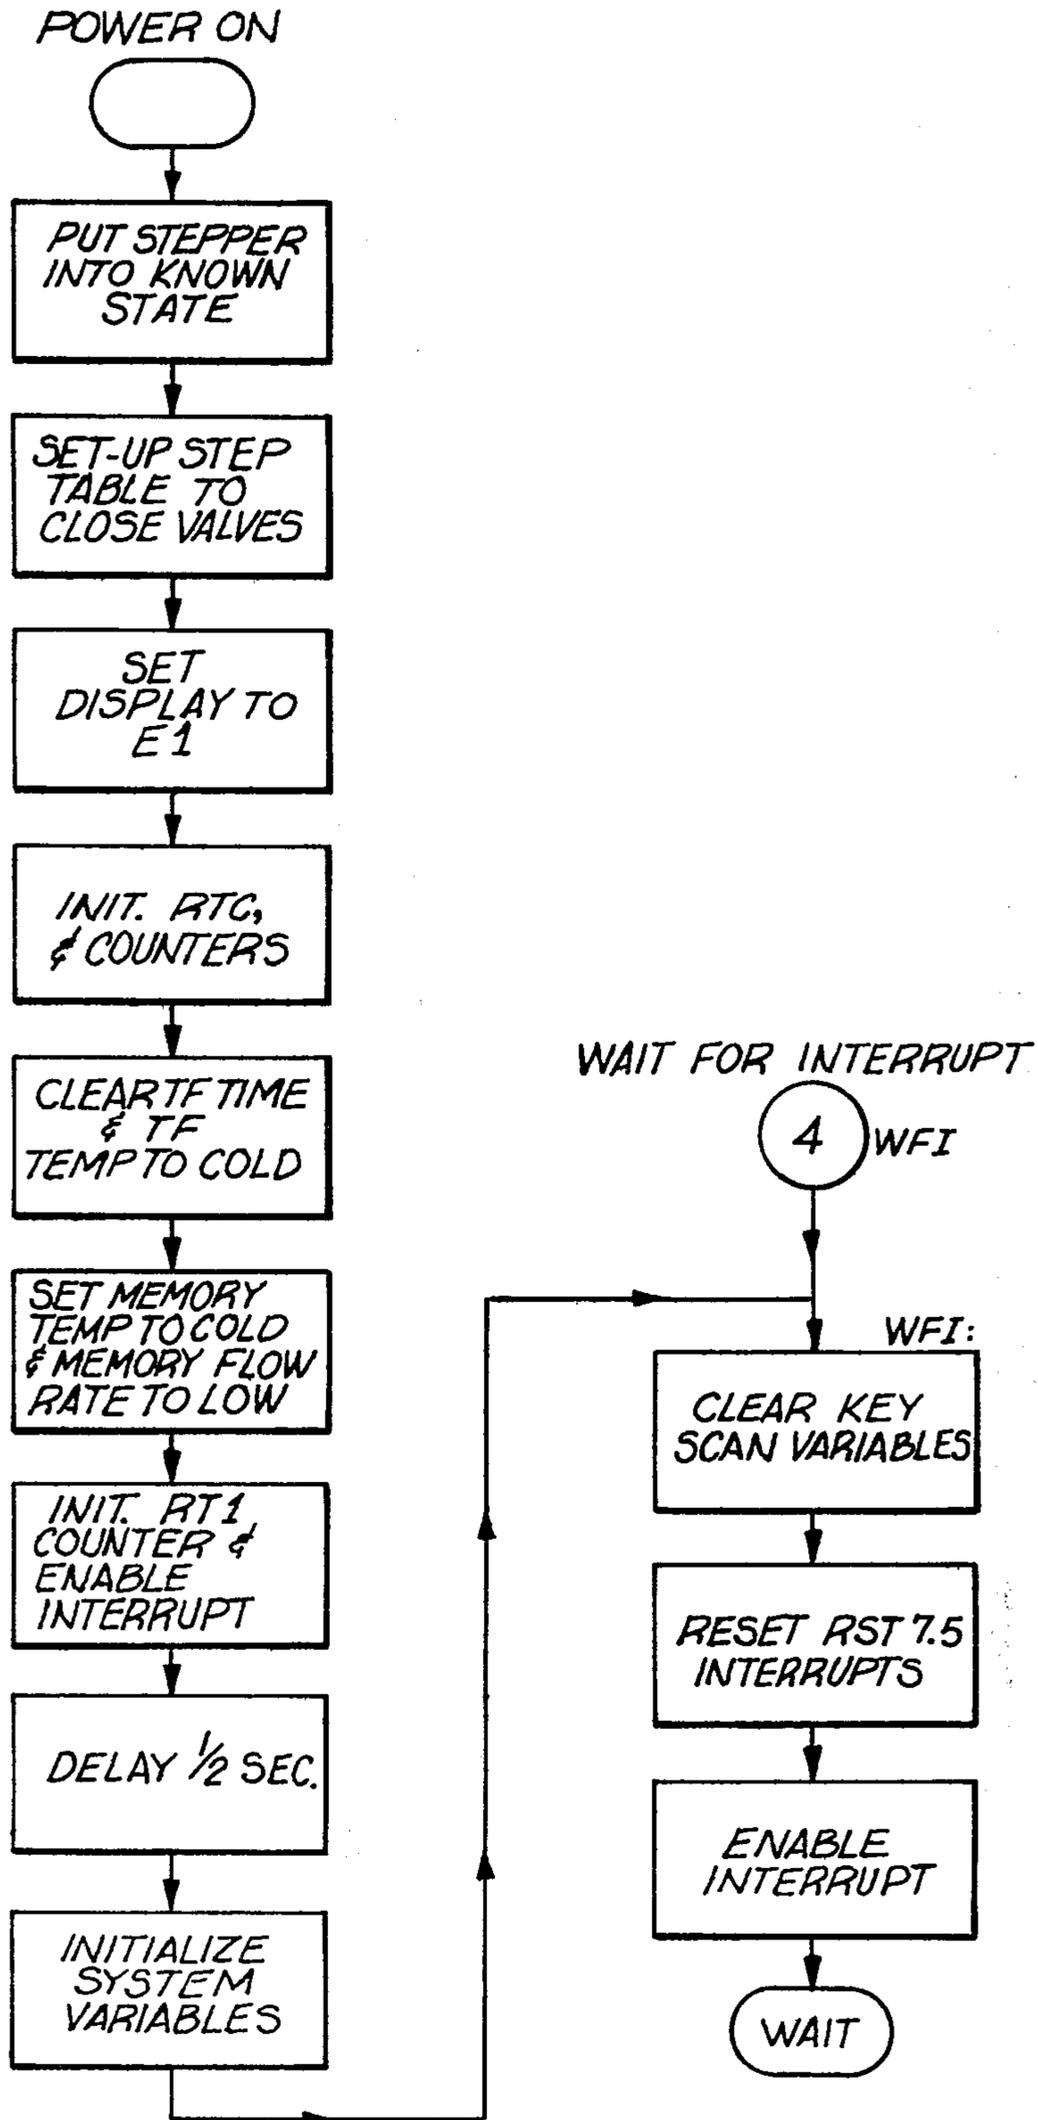 POWER ON
PUT STEPPER
INTO KNOWN
STATE
SET-UP STEP
TABLE TO
CLOSE VALVES
SET
DISPLAY TO
E1
INIT. RTC,
& COUNTERS
CLEAR TF TIME
& TF
TEMP TO COLD
SET MEMORY
TEMP TO COLD
& MEMORY FLOW
RATE TO LOW
INIT. RT1
COUNTER &
ENABLE
INTERRUPT
DELAY 1/2 SEC.
INITIALIZE
SYSTEM
VARIABLES
WAIT FOR INTERRUPT
4 WFI
WFI:
CLEAR KEY
SCAN VARIABLES
RESET RST 7.5
INTERRUPTS
ENABLE
INTERRUPT
WAIT